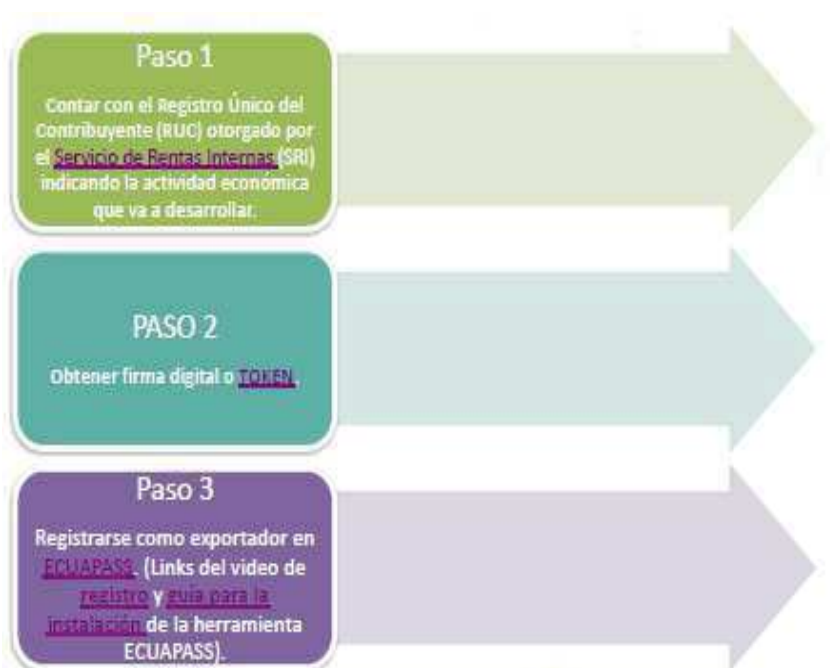 Paso 1
Contar con el Registro Único del
Contribuyente (RUC) otorgado por
el Servicio de Rentas Internas (SRI)
indicando la actividad económica
que va a desarrollar.
PASO 2
Obtener firma digital o TOKEN.
Paso 3
Registrarse como exportador en
ECUAPASS. (Links del video de
registro y guía para la
instalación de la herramienta
ECUAPASS).